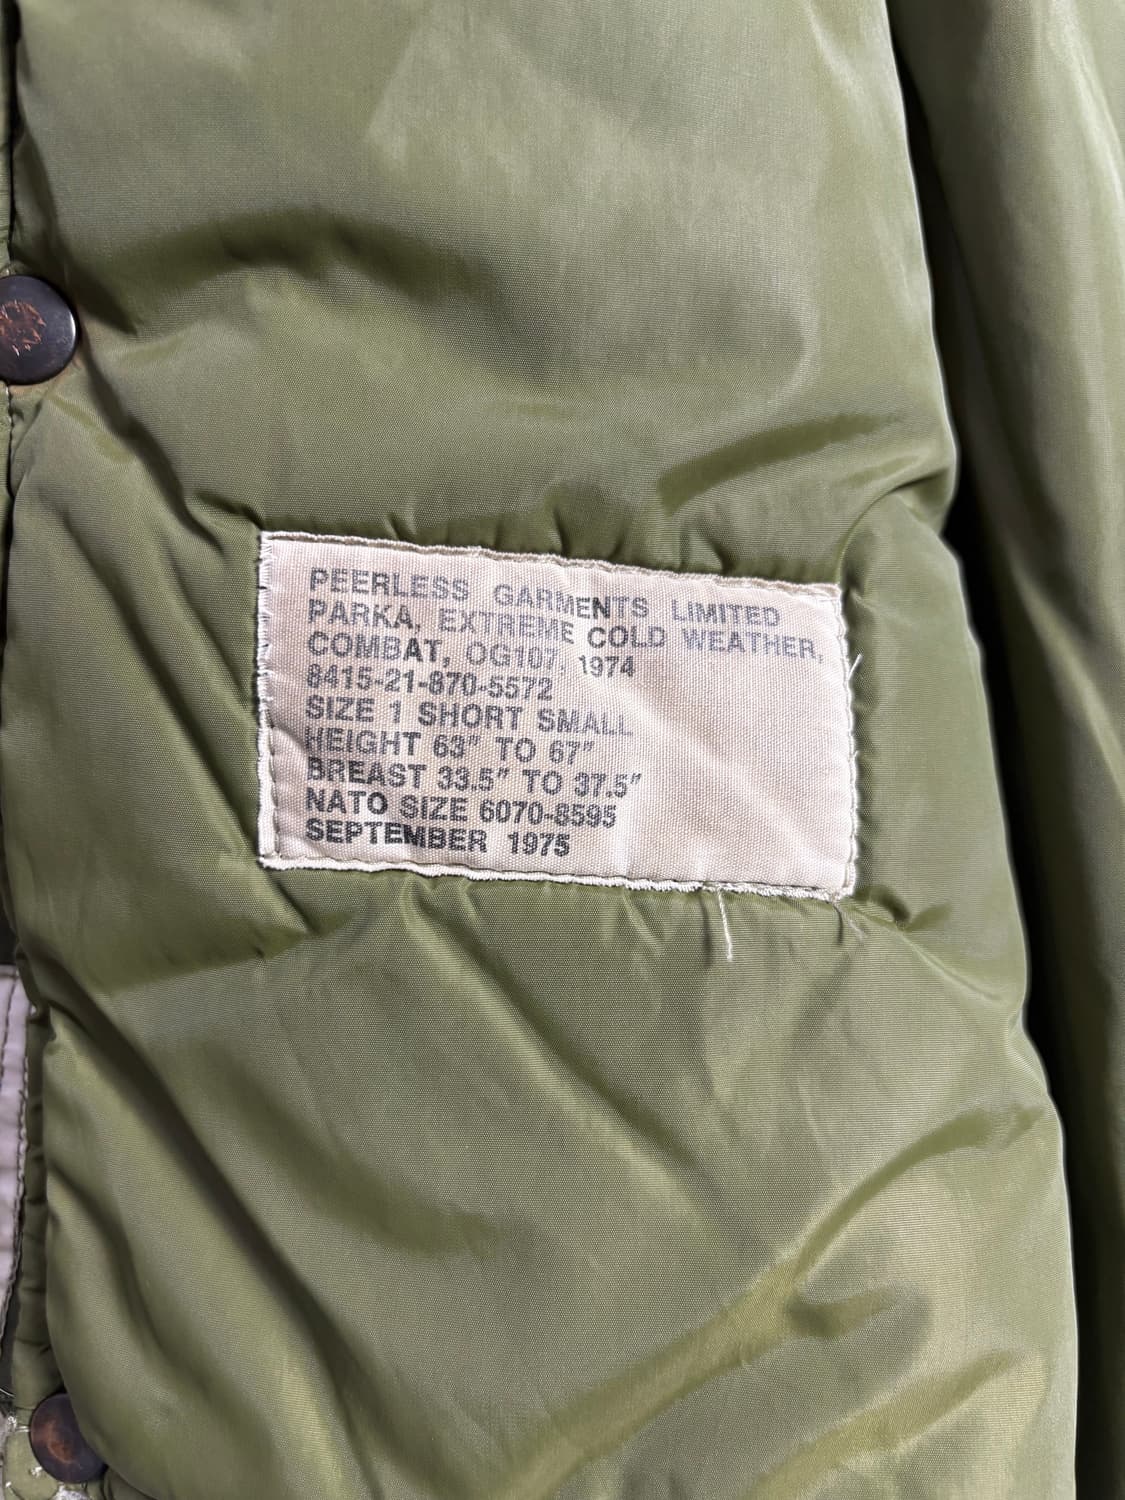 PEERLESS GARMENTS LIMITED
PARKA, EXTREME COLD WEATHER,
COMBAT, OG107, 1974
8415-21-870-5572
SIZE 1 SHORT SMALL
HEIGHT 63" TO 67"
BREAST 33.5" TO 37.5"
NATO SIZE 6070-8595
SEPTEMBER 1975